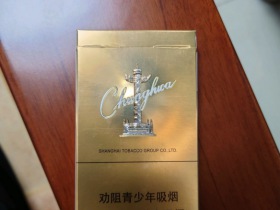 Chunghwa
SHANGHAI TOBACCO GROUP CO., LTD.
劝阻青少年吸烟